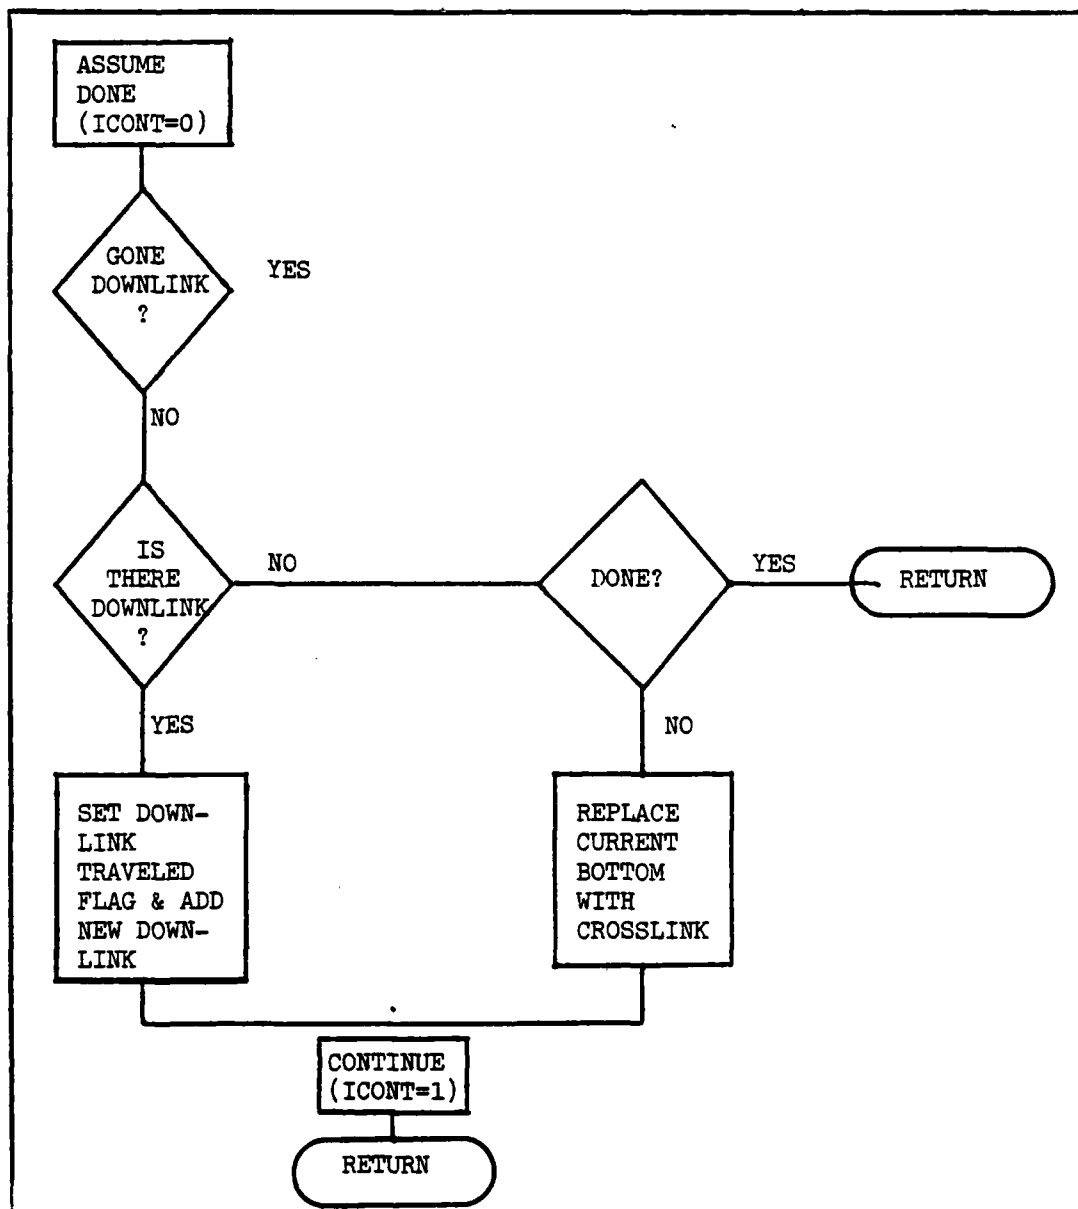 ASSUME
DONE
(ICONT=0)
GONE
DOWNLINK
?
YES
NO
IS
THERE
DOWNLINK
?
NO
DONE?
YES
RETURN
YES
NO
SET DOWN-
LINK
TRAVELED
FLAG & ADD
NEW DOWN-
LINK
REPLACE
CURRENT
BOTTOM
WITH
CROSSLINK
CONTINUE
(ICONT=1)
RETURN